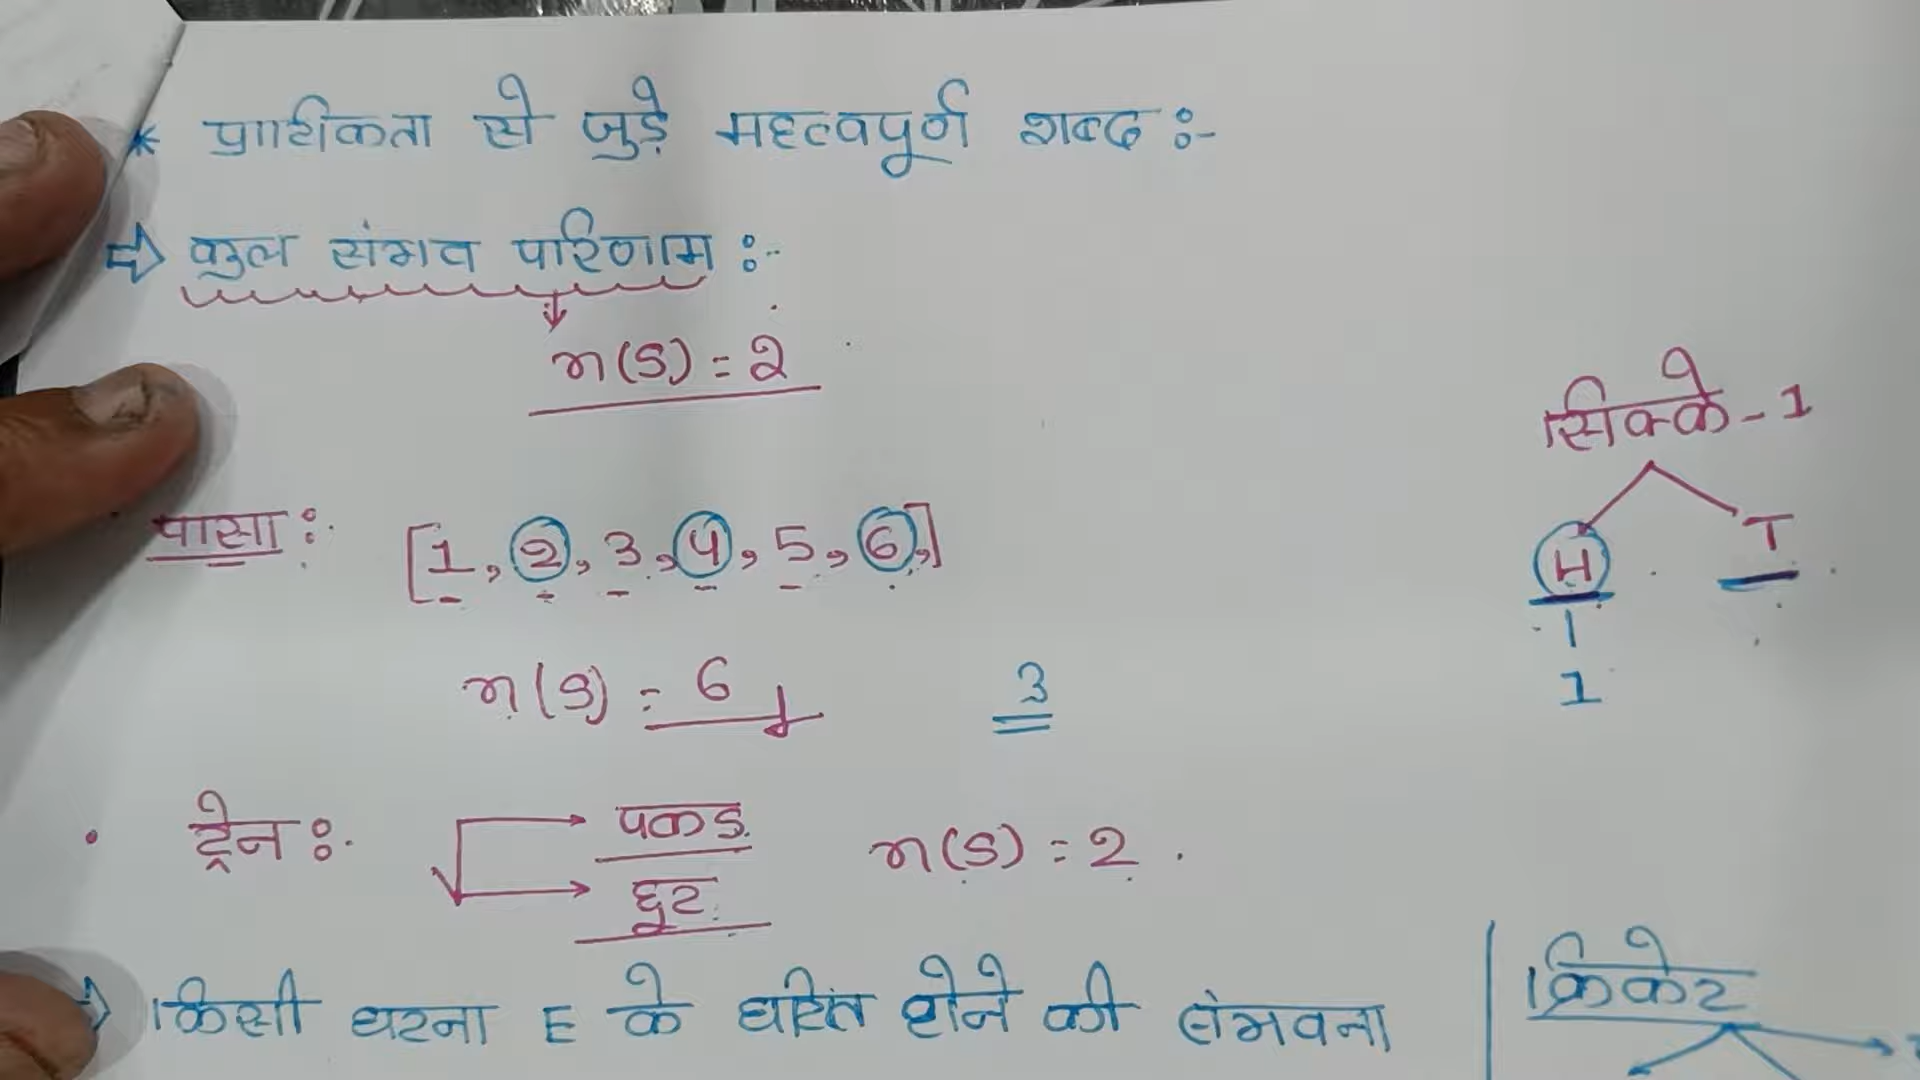 * प्रायिकता से जुड़े महत्वपूर्ण शब्द :-
⇒ कुल संभव परिणाम :-
n(S) = 2
सिक्के - 1
H T
1
1
पासा : [1, 2, 3, 4, 5, 6,]
n(S) = 6
3
ट्रेन :- पकड़ n(S) = 2
छूट
⇒ किसी घटना E के घटित होने की संभवना
क्रिकेट